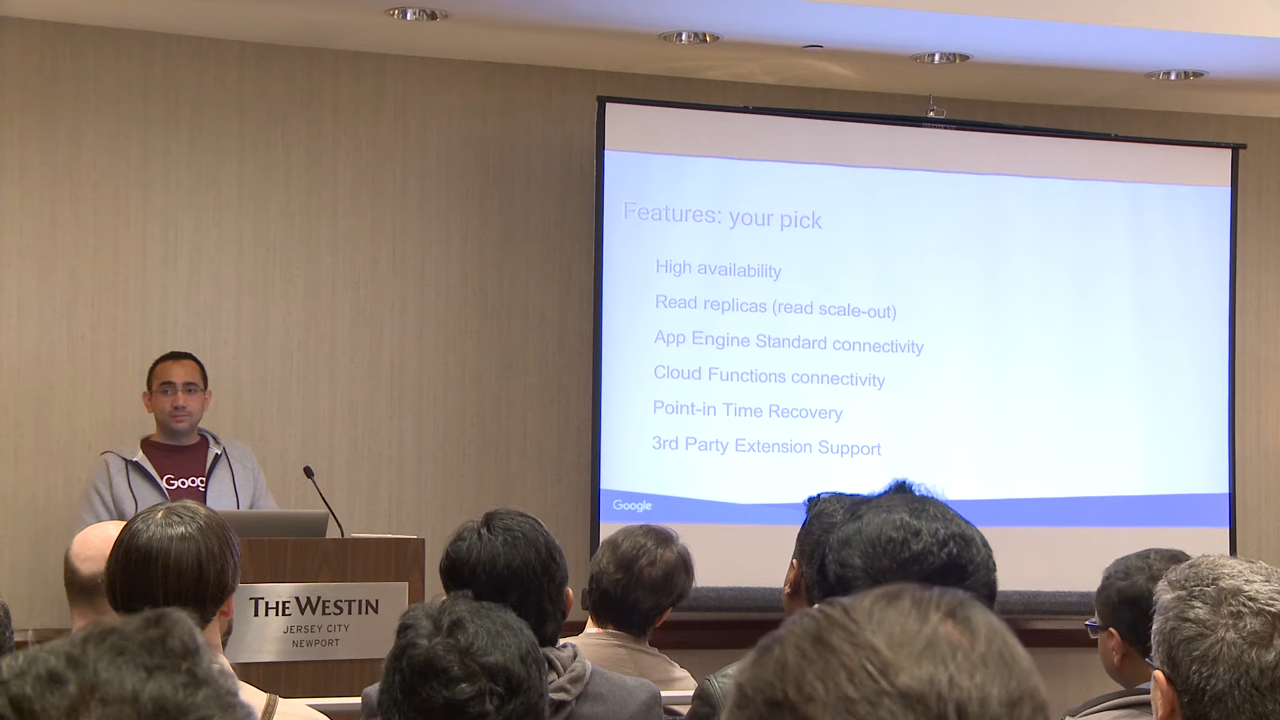 Features: your pick
High availability
Read replicas (read scale-out)
App Engine Standard connectivity
Cloud Functions connectivity
Point-in Time Recovery
3rd Party Extension Support
Google
Goog
THE WESTIN
JERSEY CITY
NEWPORT